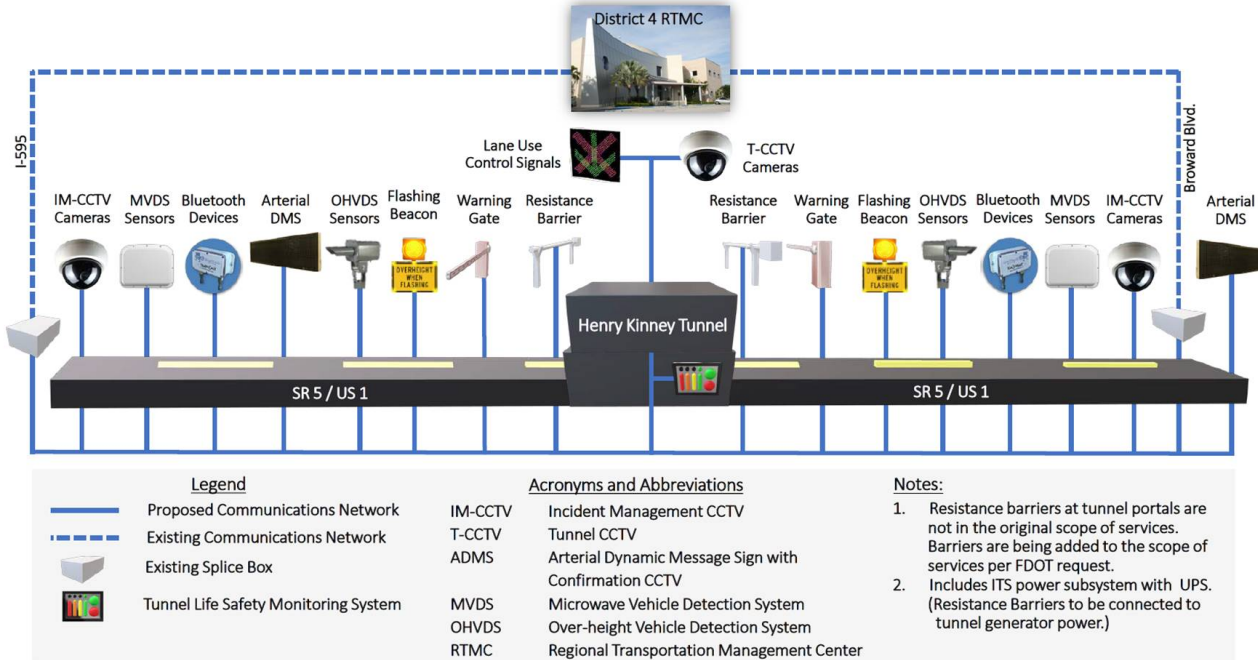 District 4 RTMC
I-595
Broward Blvd.
Lane Use
Control Signals
T-CCTV
Cameras
IM-CCTV
Cameras
MVDS
Sensors
Bluetooth
Devices
Arterial
DMS
OHVDS
Sensors
Flashing
Beacon
Warning
Gate
Resistance
Barrier
Resistance
Barrier
Warning
Gate
Flashing
Beacon
OHVDS
Sensors
Bluetooth
Devices
MVDS
Sensors
IM-CCTV
Cameras
Arterial
DMS
OVERHEIGHT
WHEN
FLASHING
OVERHEIGHT
WHEN
FLASHING
Henry Kinney Tunnel
SR 5 / US 1
SR 5 / US 1
Legend
Proposed Communications Network
Existing Communications Network
Existing Splice Box
Tunnel Life Safety Monitoring System
Acronyms and Abbreviations
IM-CCTV Incident Management CCTV
T-CCTV Tunnel CCTV
ADMS Arterial Dynamic Message Sign with
Confirmation CCTV
MVDS Microwave Vehicle Detection System
OHVDS Over-height Vehicle Detection System
RTMC Regional Transportation Management Center
Notes:
1. Resistance barriers at tunnel portals are
not in the original scope of services.
Barriers are being added to the scope of
services per FDOT request.
2. Includes ITS power subsystem with UPS.
(Resistance Barriers to be connected to
tunnel generator power.)